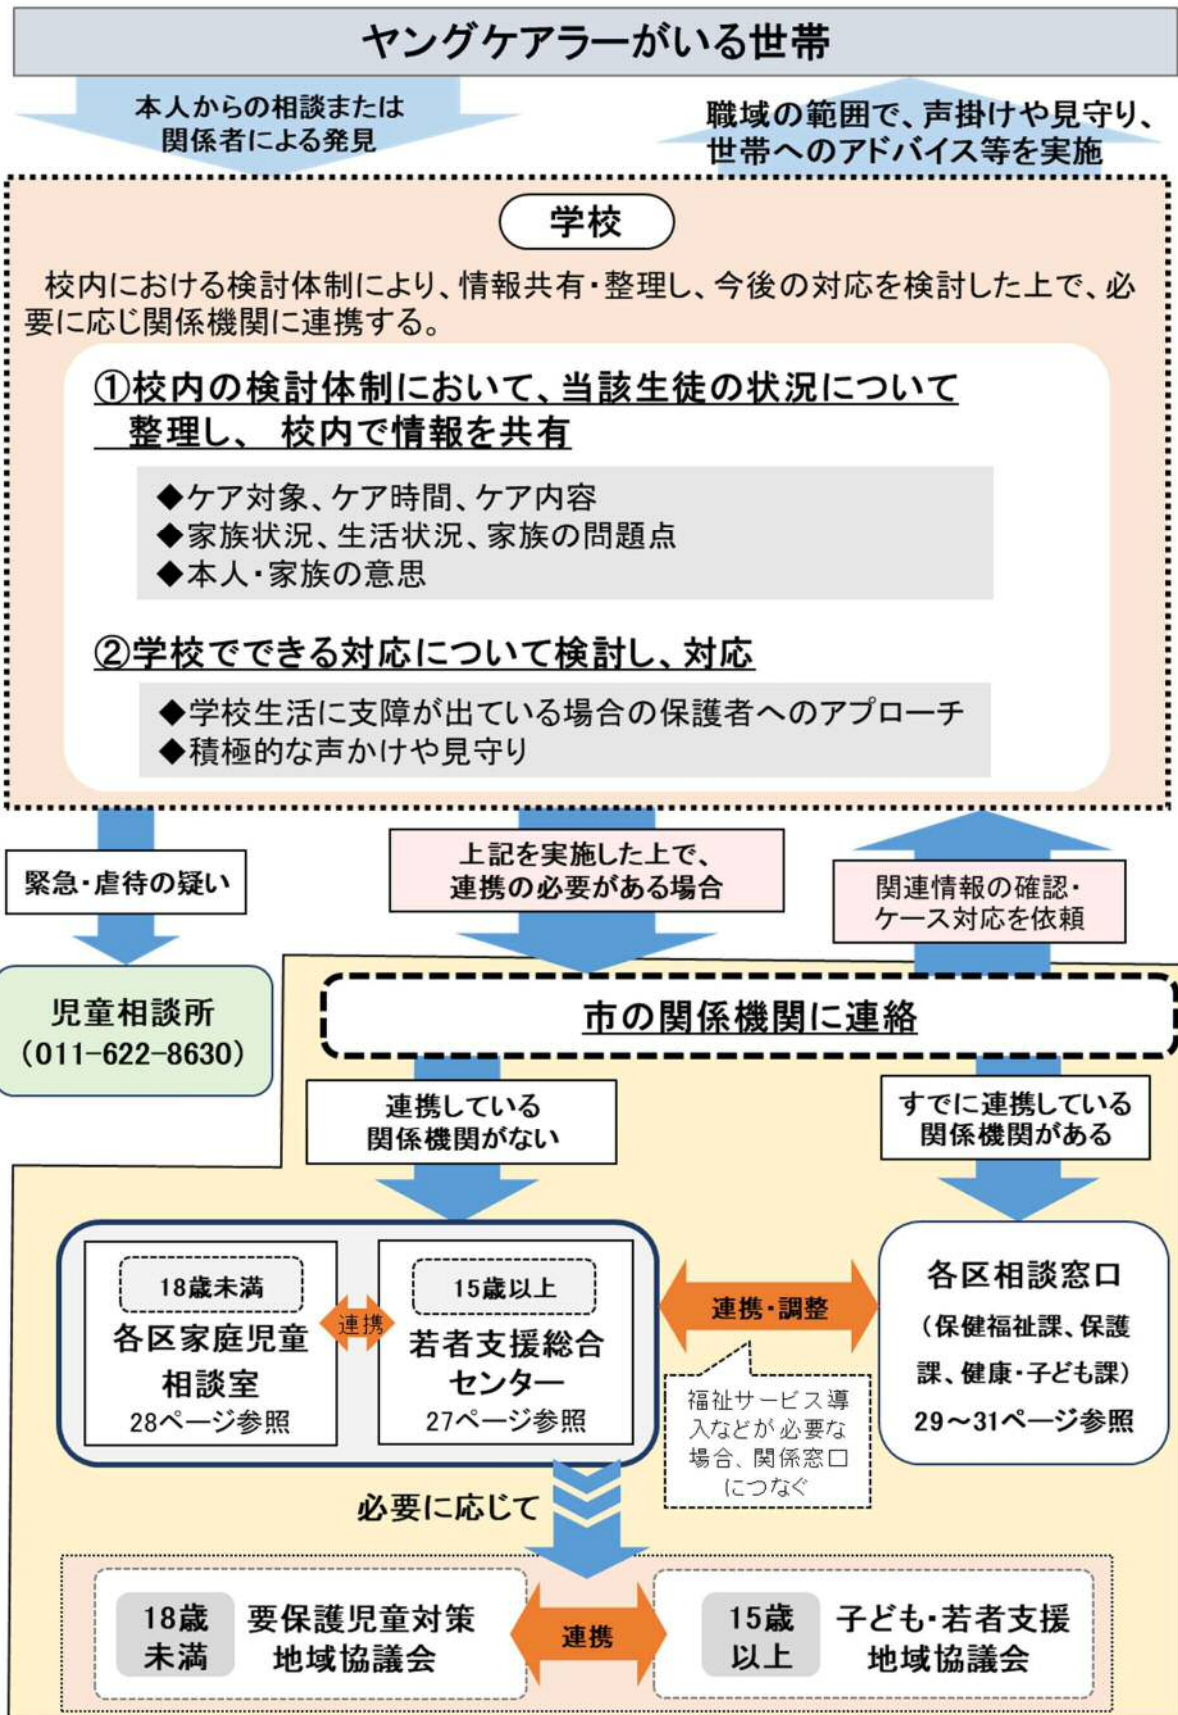 ヤングケアラーがいる世帯
本人からの相談または
関係者による発見
職域の範囲で、声掛けや見守り、
世帯へのアドバイス等を実施
学校
校内における検討体制により、情報共有・整理し、今後の対応を検討した上で、必
要に応じ関係機関に連携する。
①校内の検討体制において、当該生徒の状況について
整理し、 校内で情報を共有
◆ケア対象、ケア時間、ケア内容
◆家族状況、生活状況、家族の問題点
◆本人・家族の意思
②学校でできる対応について検討し、対応
◆学校生活に支障が出ている場合の保護者へのアプローチ
◆積極的な声かけや見守り
緊急・虐待の疑い
上記を実施した上で、
連携の必要がある場合
関連情報の確認・
ケース対応を依頼
児童相談所
（011-622-8630）
市の関係機関に連絡
連携している
関係機関がない
すでに連携している
関係機関がある
18歳未満
各区家庭児童
相談室
28ページ参照
連携
15歳以上
若者支援総合
センター
27ページ参照
連携・調整
福祉サービス導
入などが必要な
場合、関係窓口
につなぐ
各区相談窓口
（保健福祉課、保護
課、健康・子ども課）
29～31ページ参照
必要に応じて
18歳
未満
要保護児童対策
地域協議会
連携
15歳
以上
子ども・若者支援
地域協議会